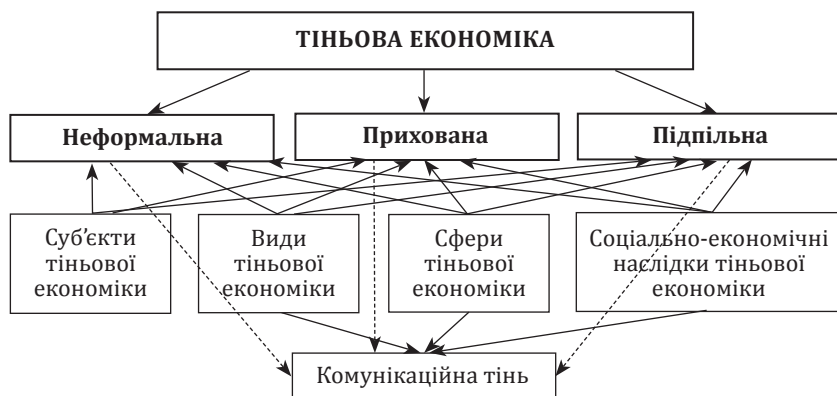 ТІНЬОВА ЕКОНОМІКА
Неформальна
Прихована
Підпільна
Суб’єкти
тіньової
економіки
Види
тіньової
економіки
Сфери
тіньової
економіки
Соціально-економічні
наслідки тіньової
економіки
Комунікаційна тінь